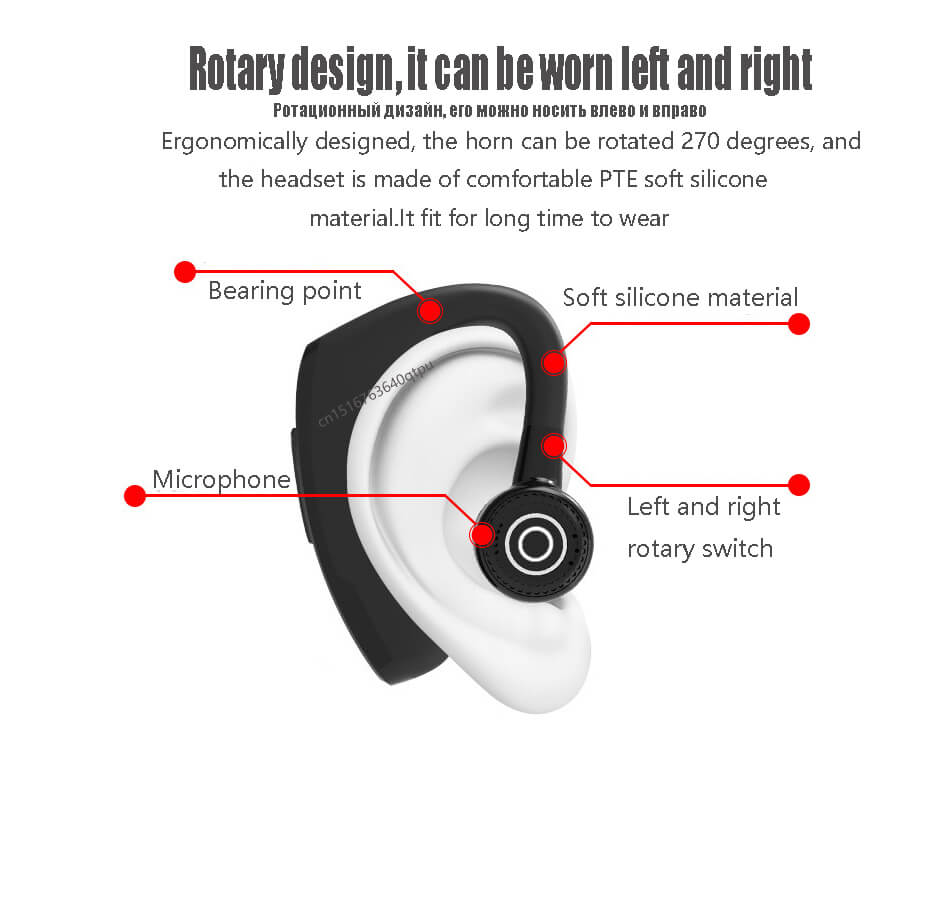 Rotary design, it can be worn left and right
Ротационный дизайн, его можно носить влево и вправо
Ergonomically designed, the horn can be rotated 270 degrees, and
the headset is made of comfortable PTE soft silicone
material.It fit for long time to wear
Bearing point
Soft silicone material
cn1516763640qtpu
Microphone
Left and right
rotary switch